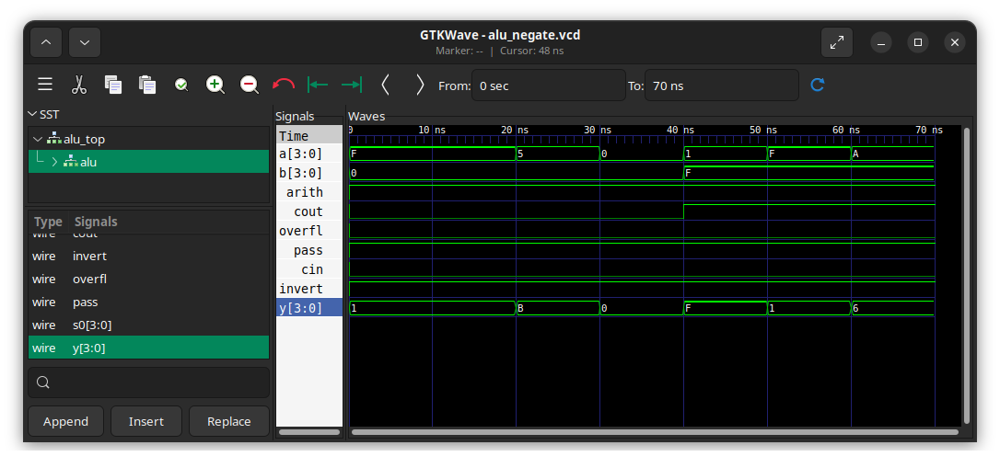 GTKWave - alu_negate.vcd
Marker: -- | Cursor: 48 ns
From: 0 sec To: 70 ns
SST
alu_top
alu
Type Signals
wire cout
wire invert
wire overfl
wire pass
wire s0[3:0]
wire y[3:0]
Append Insert Replace
Signals
Time
a[3:0]
b[3:0]
arith
cout
overfl
pass
cin
invert
y[3:0]
Waves
0 10 ns 20 ns 30 ns 40 ns 50 ns 60 ns 70 ns
F 5 0 1 F A
0 F
1 B 0 F 1 6